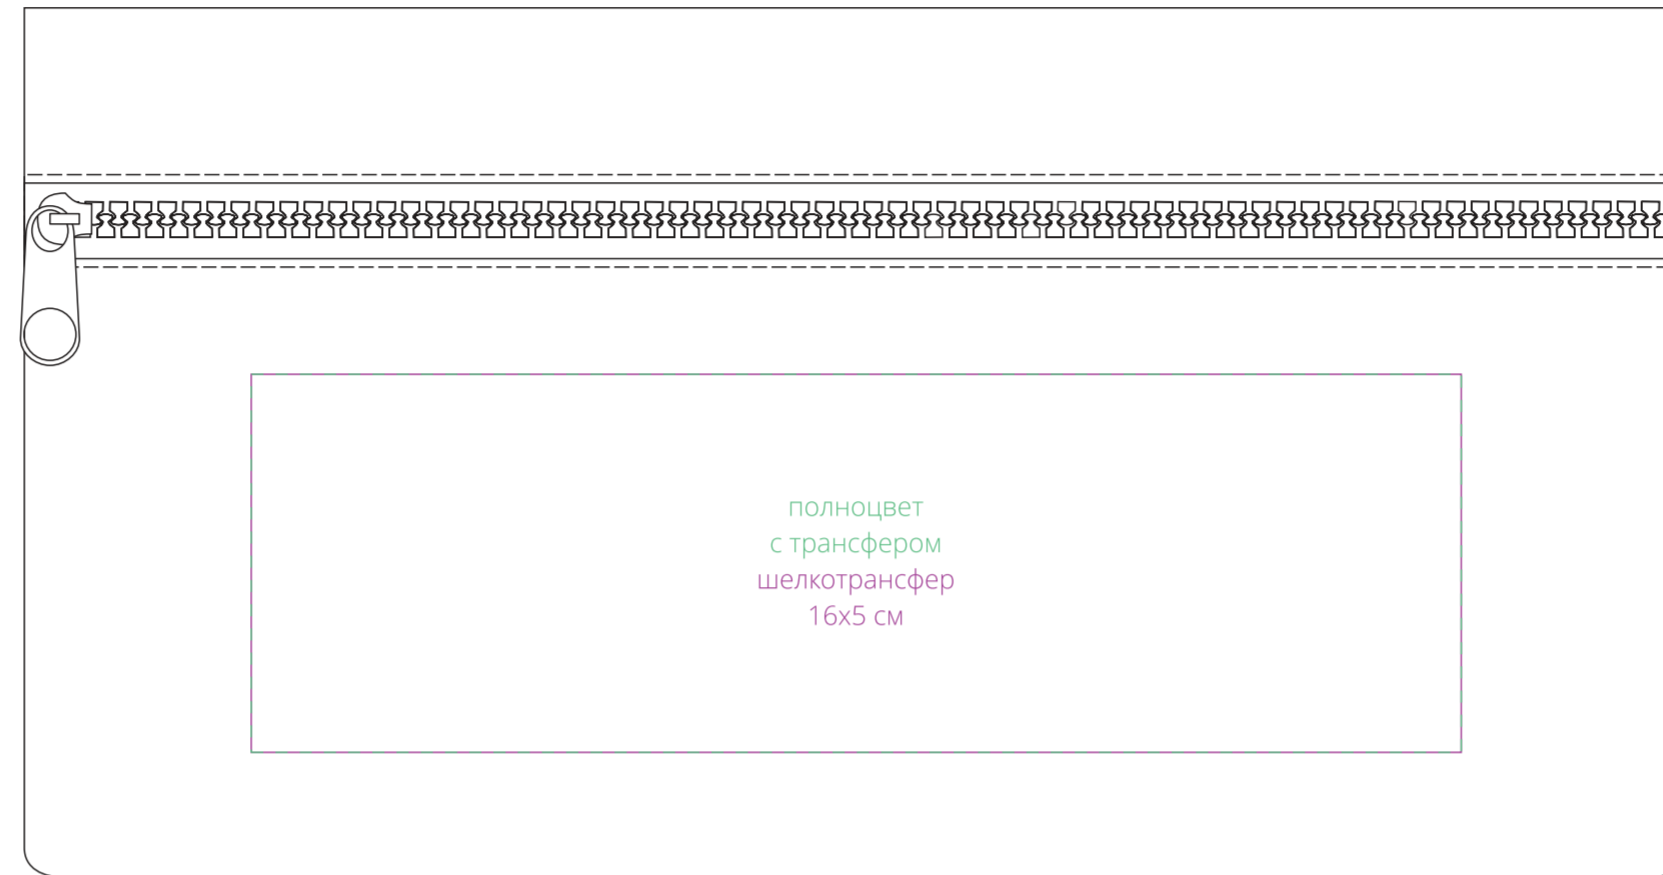 полноцвет
с трансфером
шелкотрансфер
16х5 см